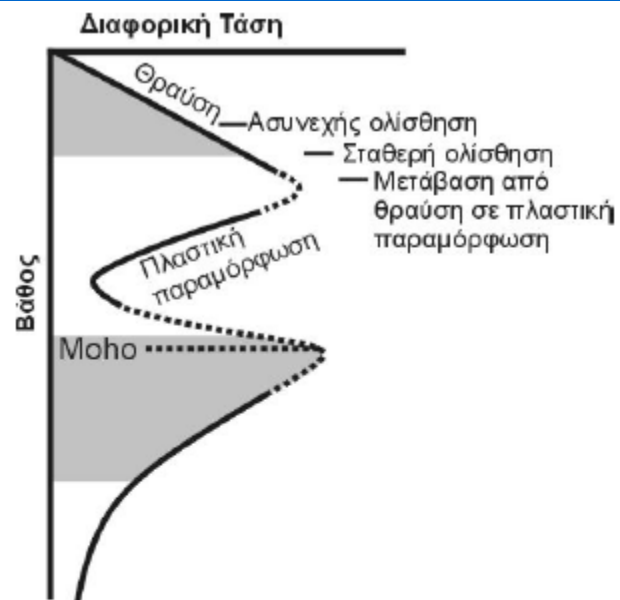 Διαφορική Τάση
Θραύση
Ασυνεχής ολίσθηση
Σταθερή ολίσθηση
Μετάβαση από
θραύση σε πλαστική
παραμόρφωση
Πλαστική
παραμόρφωση
Βάθος
Moho